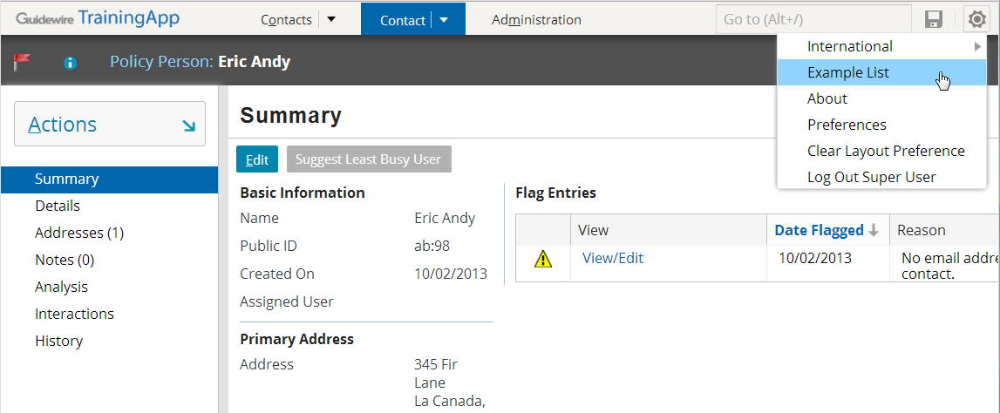 Guidewire TrainingApp Contacts Contact Administration Go to (Alt+/)
Policy Person: Eric Andy
International
Example List
About
Preferences
Clear Layout Preference
Log Out Super User
Actions
Summary
Details
Addresses (1)
Notes (0)
Analysis
Interactions
History
Summary
Edit Suggest Least Busy User
Basic Information
Name Eric Andy
Public ID ab:98
Created On 10/02/2013
Assigned User
Primary Address
Address 345 Fir
Lane
La Canada,
Flag Entries
View Date Flagged Reason
View/Edit 10/02/2013 No email addre
contact.